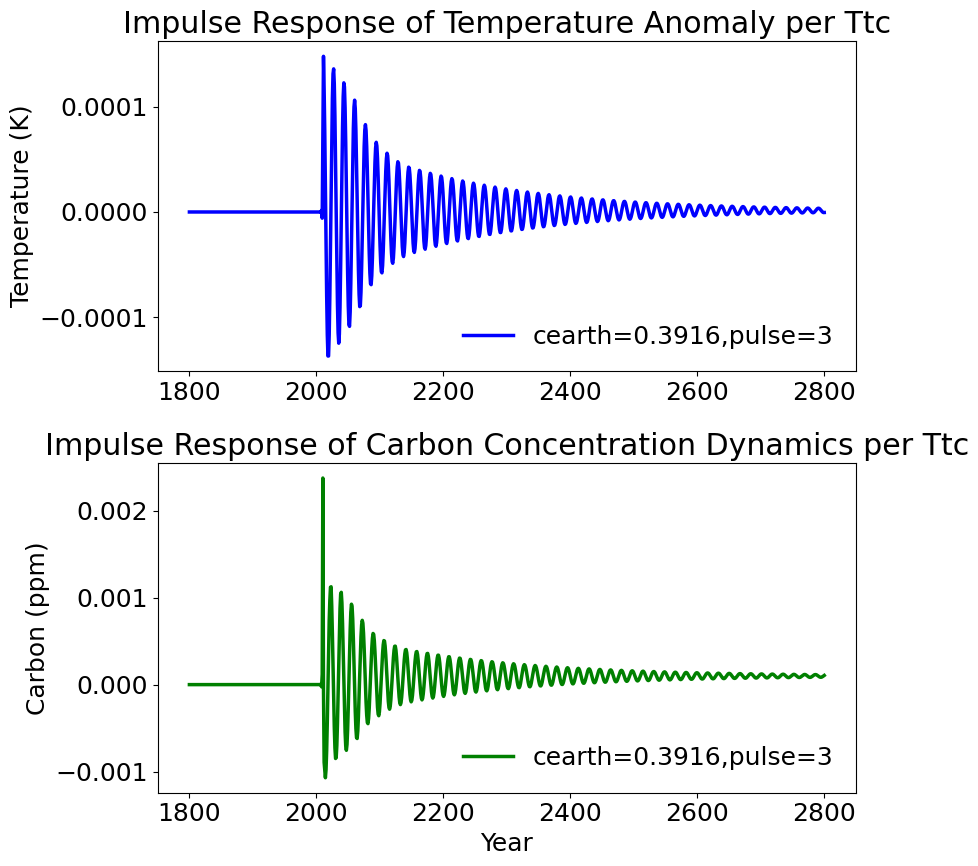 Impulse Response of Temperature Anomaly per Ttc
Temperature (K)
0.0001
0.0000
−0.0001
cearth=0.3916,pulse=3
1800 2000 2200 2400 2600 2800
Impulse Response of Carbon Concentration Dynamics per Ttc
Carbon (ppm)
0.002
0.001
0.000
−0.001
cearth=0.3916,pulse=3
1800 2000 2200 2400 2600 2800
Year